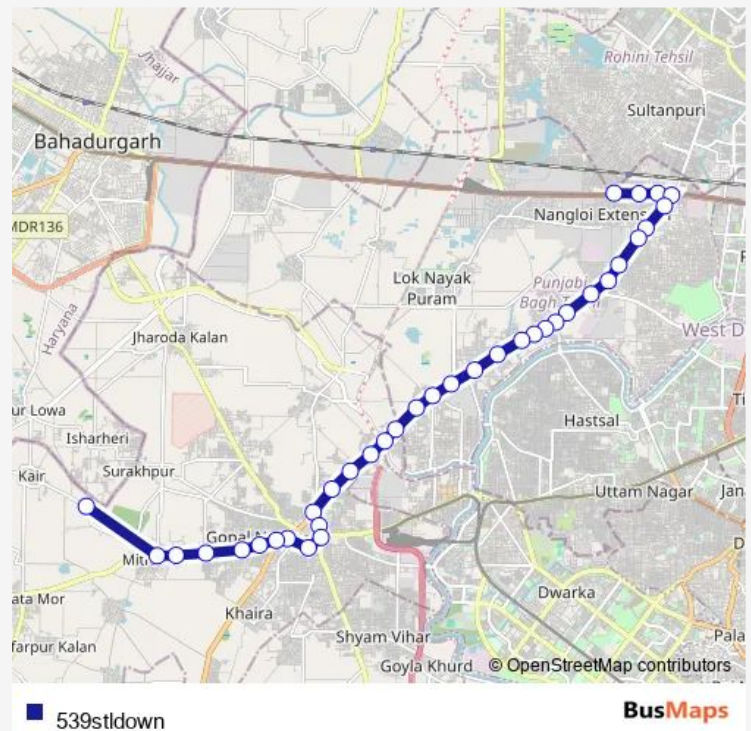 Jhajjar
Rohini Tehsil
Sultanpuri
Bahadurgarh
MDR136
Nangloi Extens
Lok Nayak
Puram
Punjabi
Bagh
West D
Haryana
Jharoda Kalan
ur Lowa
Isharheri
Hastsal
Kair
Surakhpur
Uttam Nagar
Jan
Gopal N
Mitr
ata Mor
Dwarka
Khaira
farpur Kalan
Shyam Vihar
Pala
Goyla Khurd
© OpenStreetMap contributors
539stldown
BusMaps